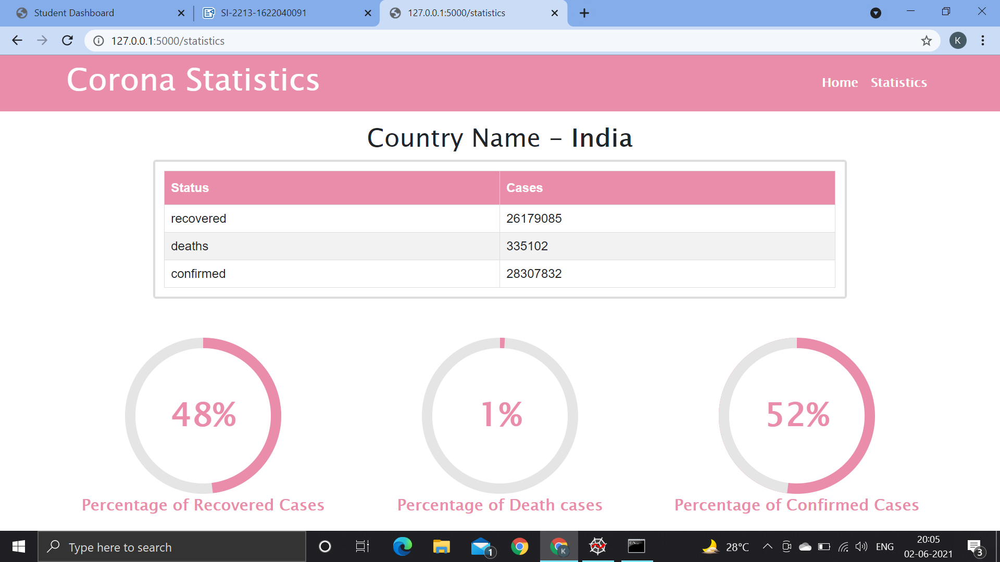 Student Dashboard
SI-2213-1622040091
127.0.0.1:5000/statistics
127.0.0.1:5000/statistics
K
Corona Statistics
Home Statistics
Country Name - India
Status Cases
recovered 26179085
deaths 335102
confirmed 28307832
48% 1% 52%
Percentage of Recovered Cases Percentage of Death cases Percentage of Confirmed Cases
Type here to search
1
K
28°C
ENG
20:05
02-06-2021
3